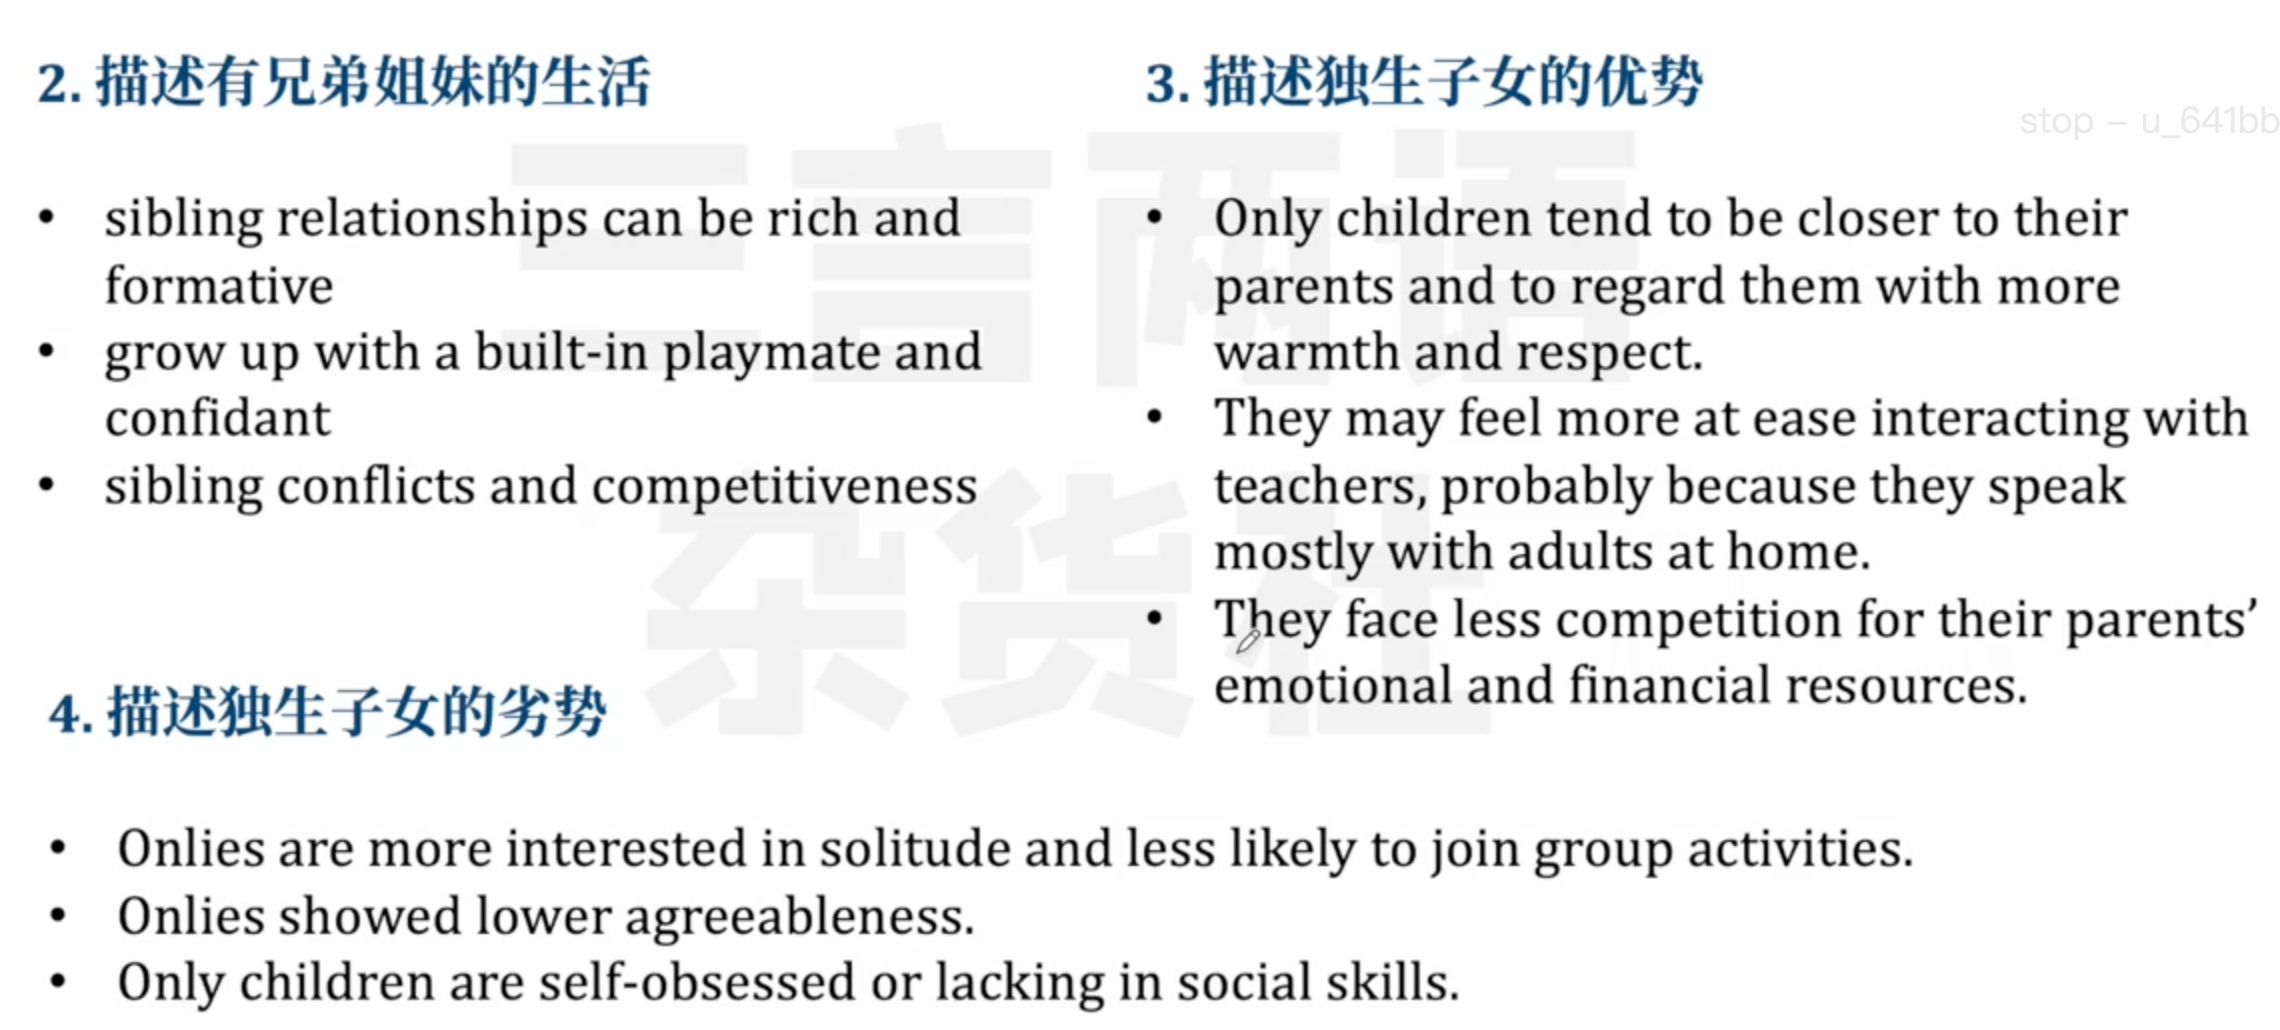 2. 描述有兄弟姐妹的生活
• sibling relationships can be rich and
formative
• grow up with a built-in playmate and
confidant
• sibling conflicts and competitiveness
3. 描述独生子女的优势
stop – u_641bb
• Only children tend to be closer to their
parents and to regard them with more
warmth and respect.
• They may feel more at ease interacting with
teachers, probably because they speak
mostly with adults at home.
• They face less competition for their parents’
emotional and financial resources.
4. 描述独生子女的劣势
• Onlies are more interested in solitude and less likely to join group activities.
• Onlies showed lower agreeableness.
• Only children are self-obsessed or lacking in social skills.
三言两语
杂货社